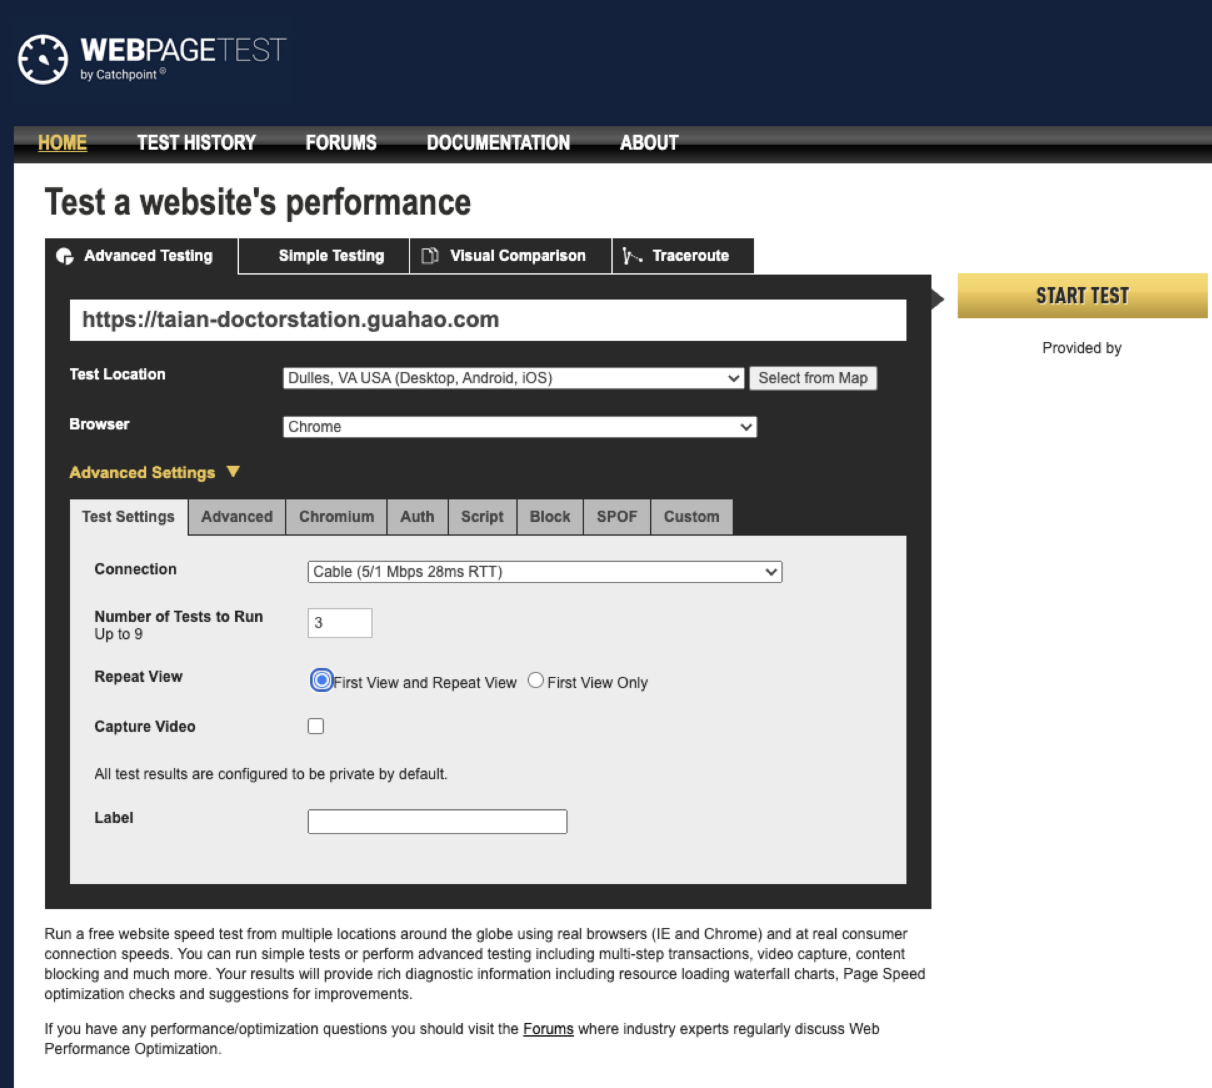 WEBPAGETEST
by Catchpoint ®
HOME TEST HISTORY FORUMS DOCUMENTATION ABOUT
Test a website's performance
Advanced Testing Simple Testing Visual Comparison Traceroute
https://taian-doctorstation.guahao.com
START TEST
Provided by
Test Location Dulles, VA USA (Desktop, Android, iOS) Select from Map
Browser Chrome
Advanced Settings ▼
Test Settings Advanced Chromium Auth Script Block SPOF Custom
Connection Cable (5/1 Mbps 28ms RTT)
Number of Tests to Run 3
Up to 9
Repeat View First View and Repeat View First View Only
Capture Video
All test results are configured to be private by default.
Label
Run a free website speed test from multiple locations around the globe using real browsers (IE and Chrome) and at real consumer
connection speeds. You can run simple tests or perform advanced testing including multi-step transactions, video capture, content
blocking and much more. Your results will provide rich diagnostic information including resource loading waterfall charts, Page Speed
optimization checks and suggestions for improvements.
If you have any performance/optimization questions you should visit the Forums where industry experts regularly discuss Web
Performance Optimization.